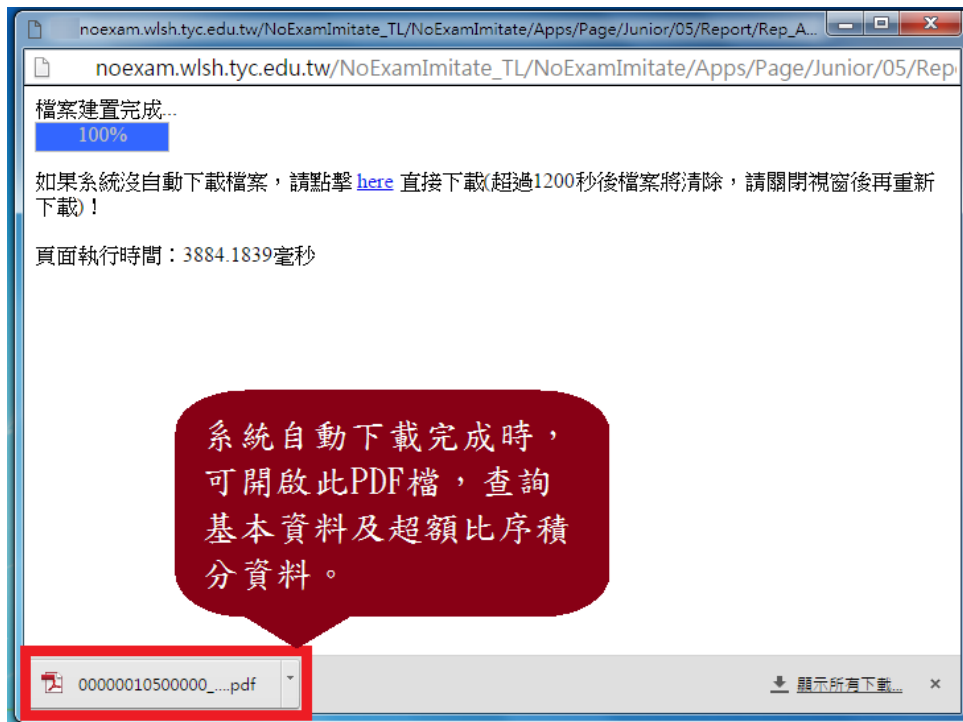 noexam.wlsh.tyc.edu.tw/NoExamImitate_TL/NoExamImitate/Apps/Page/Junior/05/Report/Rep_A...
noexam.wlsh.tyc.edu.tw/NoExamImitate_TL/NoExamImitate/Apps/Page/Junior/05/Rep
檔案建置完成...
100%
如果系統沒自動下載檔案，請點擊 here 直接下載(超過1200秒後檔案將清除，請關閉視窗後再重新
下載)！
頁面執行時間：3884.1839毫秒
系統自動下載完成時，
可開啟此PDF檔，查詢
基本資料及超額比序積
分資料。
00000010500000_....pdf
顯示所有下載...